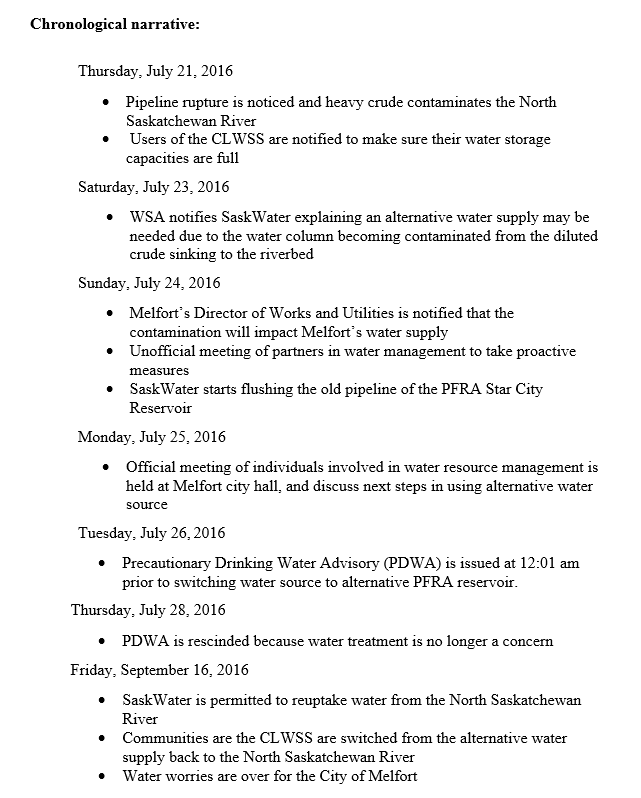 Chronological narrative:
Thursday, July 21, 2016
• Pipeline rupture is noticed and heavy crude contaminates the North
Saskatchewan River
• Users of the CLWSS are notified to make sure their water storage
capacities are full
Saturday, July 23, 2016
• WSA notifies SaskWater explaining an alternative water supply may be
needed due to the water column becoming contaminated from the diluted
crude sinking to the riverbed
Sunday, July 24, 2016
• Melfort's Director of Works and Utilities is notified that the
contamination will impact Melfort's water supply
• Unofficial meeting of partners in water management to take proactive
measures
• SaskWater starts flushing the old pipeline of the PFRA Star City
Reservoir
Monday, July 25, 2016
• Official meeting of individuals involved in water resource management is
held at Melfort city hall, and discuss next steps in using alternative water
source
Tuesday, July 26, 2016
• Precautionary Drinking Water Advisory (PDWA) is issued at 12:01 am
prior to switching water source to alternative PFRA reservoir.
Thursday, July 28, 2016
• PDWA is rescinded because water treatment is no longer a concern
Friday, September 16, 2016
• SaskWater is permitted to reuptake water from the North Saskatchewan
River
• Communities are the CLWSS are switched from the alternative water
supply back to the North Saskatchewan River
• Water worries are over for the City of Melfort